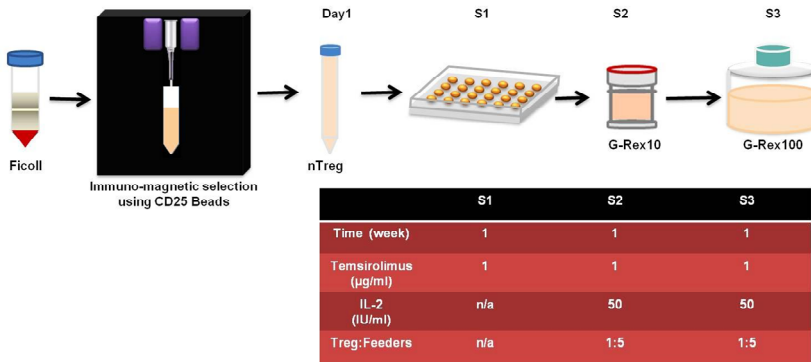 Day1 S1 S2 S3
Ficoll
Immuno-magnetic selection
using CD25 Beads
nTreg
G-Rex10
G-Rex100
S1 S2 S3
Time (week) 1 1 1
Temsirolimus
(µg/ml) 1 1 1
IL-2
(IU/ml) n/a 50 50
Treg:Feeders n/a 1:5 1:5